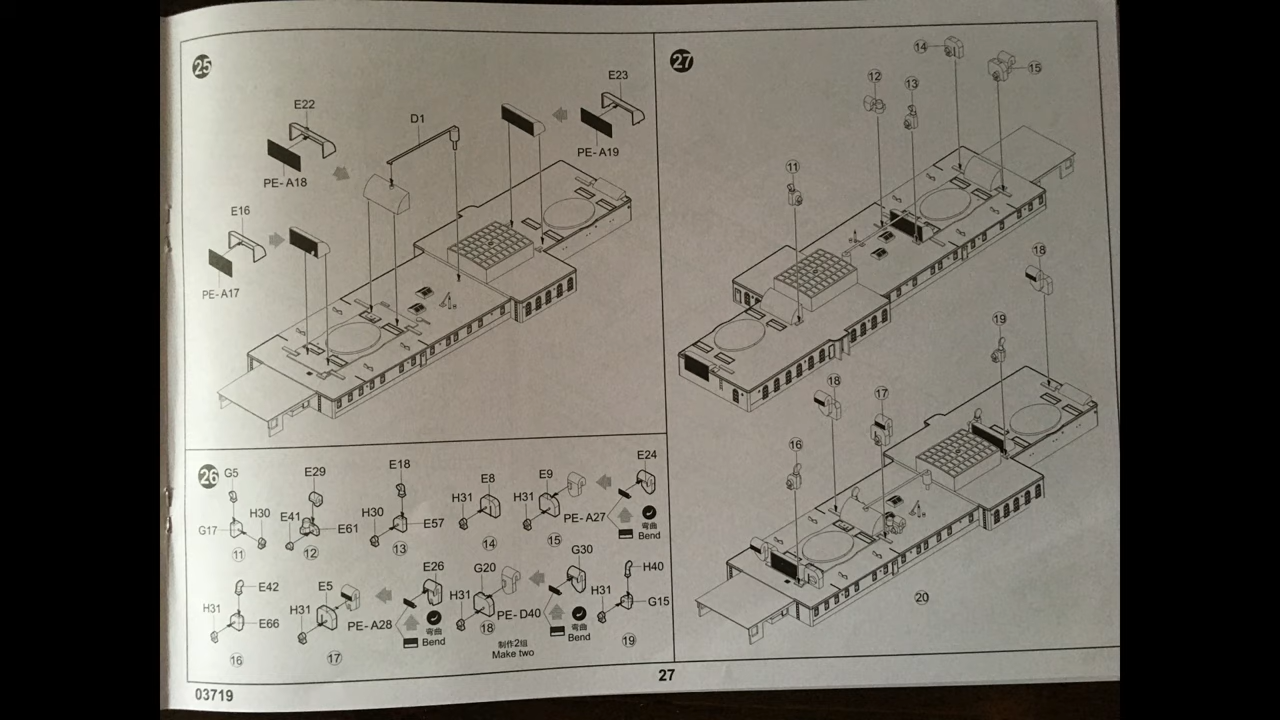 25
E22
PE-A18
D1
E23
PE-A19
E16
PE-A17
26
G5
G17
H30
11
E29
E41
E61
12
E18
H30
E57
13
E8
H31
14
E9
H31
15
E24
PE-A27
弯曲
Bend
E42
H31
E66
16
E5
H31
17
E26
PE-A28
弯曲
Bend
G20
H31
18
制作2组
Make two
G30
PE-D40
弯曲
Bend
H40
H31
G15
19
27
14
15
12
13
11
18
19
18
17
16
20
03719
27